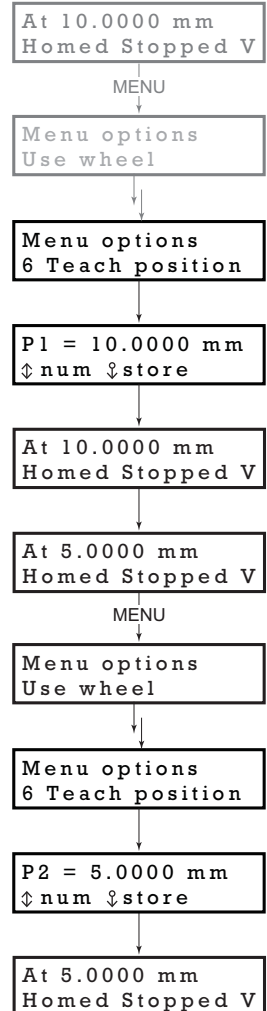 At 10.0000 mm
Homed Stopped V
MENU
Menu options
Use wheel
Menu options
6 Teach position
P1 = 10.0000 mm
⇕ num ⚴ store
At 10.0000 mm
Homed Stopped V
At 5.0000 mm
Homed Stopped V
MENU
Menu options
Use wheel
Menu options
6 Teach position
P2 = 5.0000 mm
⇕ num ⚴ store
At 5.0000 mm
Homed Stopped V